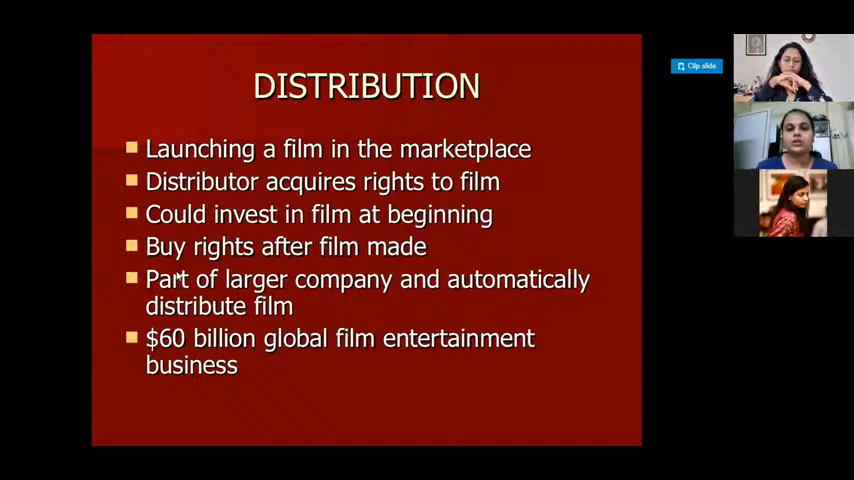 DISTRIBUTION
Launching a film in the marketplace
Distributor acquires rights to film
Could invest in film at beginning
Buy rights after film made
Part of larger company and automatically
distribute film
$60 billion global film entertainment
business
Clip slide